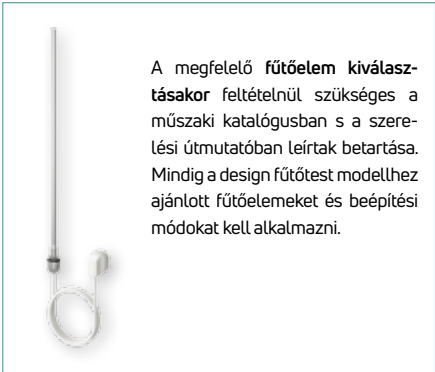 A megfelelő fűtőelem kiválasz-
tásakor feltételnül szükséges a
műszaki katalógusban s a szere-
lési útmutatóban leírtak betartása.
Mindig a design fűtőtest modellhez
ajánlott fűtőelemeket és beépítési
módokat kell alkalmazni.